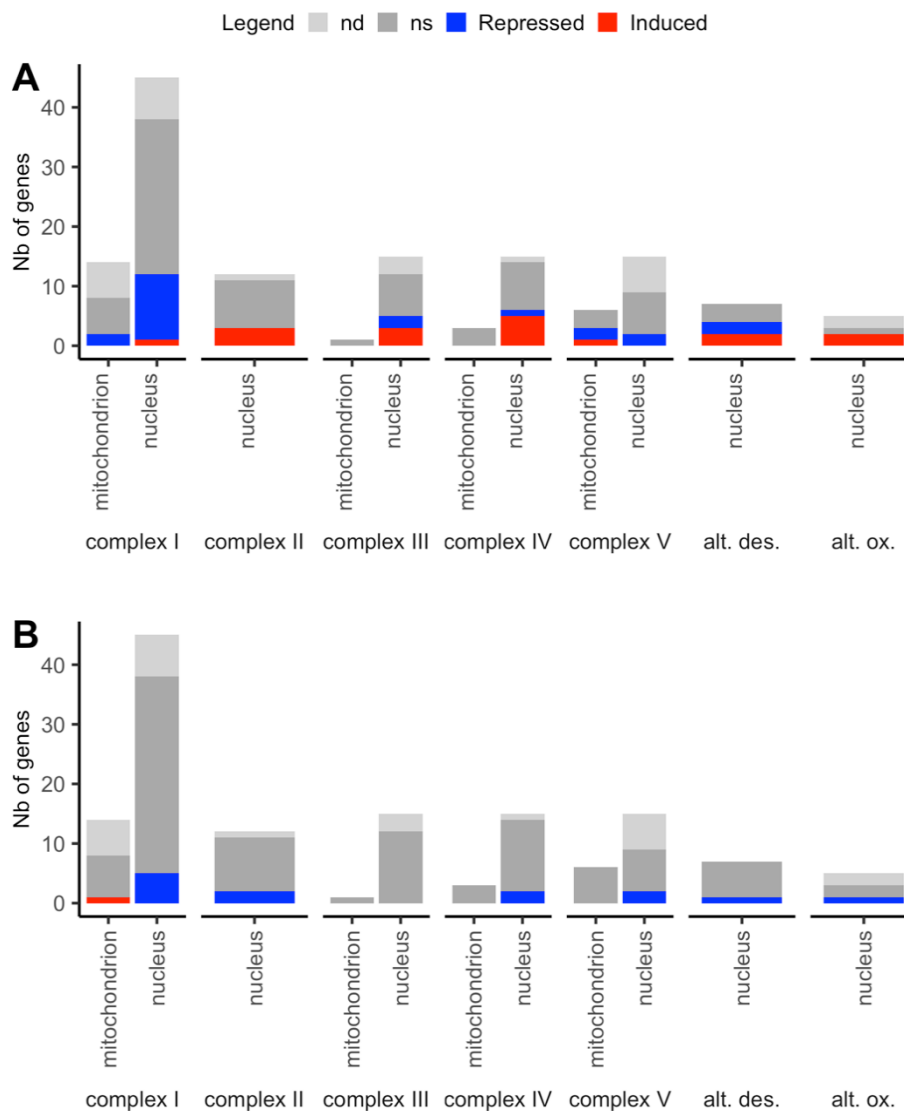 Legend nd ns Repressed Induced
A
Nb of genes
40
30
20
10
0
mitochondrion nucleus nucleus mitochondrion nucleus mitochondrion nucleus mitochondrion nucleus nucleus nucleus
complex I complex II complex III complex IV complex V alt. des. alt. ox.
B
Nb of genes
40
30
20
10
0
mitochondrion nucleus nucleus mitochondrion nucleus mitochondrion nucleus mitochondrion nucleus nucleus nucleus
complex I complex II complex III complex IV complex V alt. des. alt. ox.